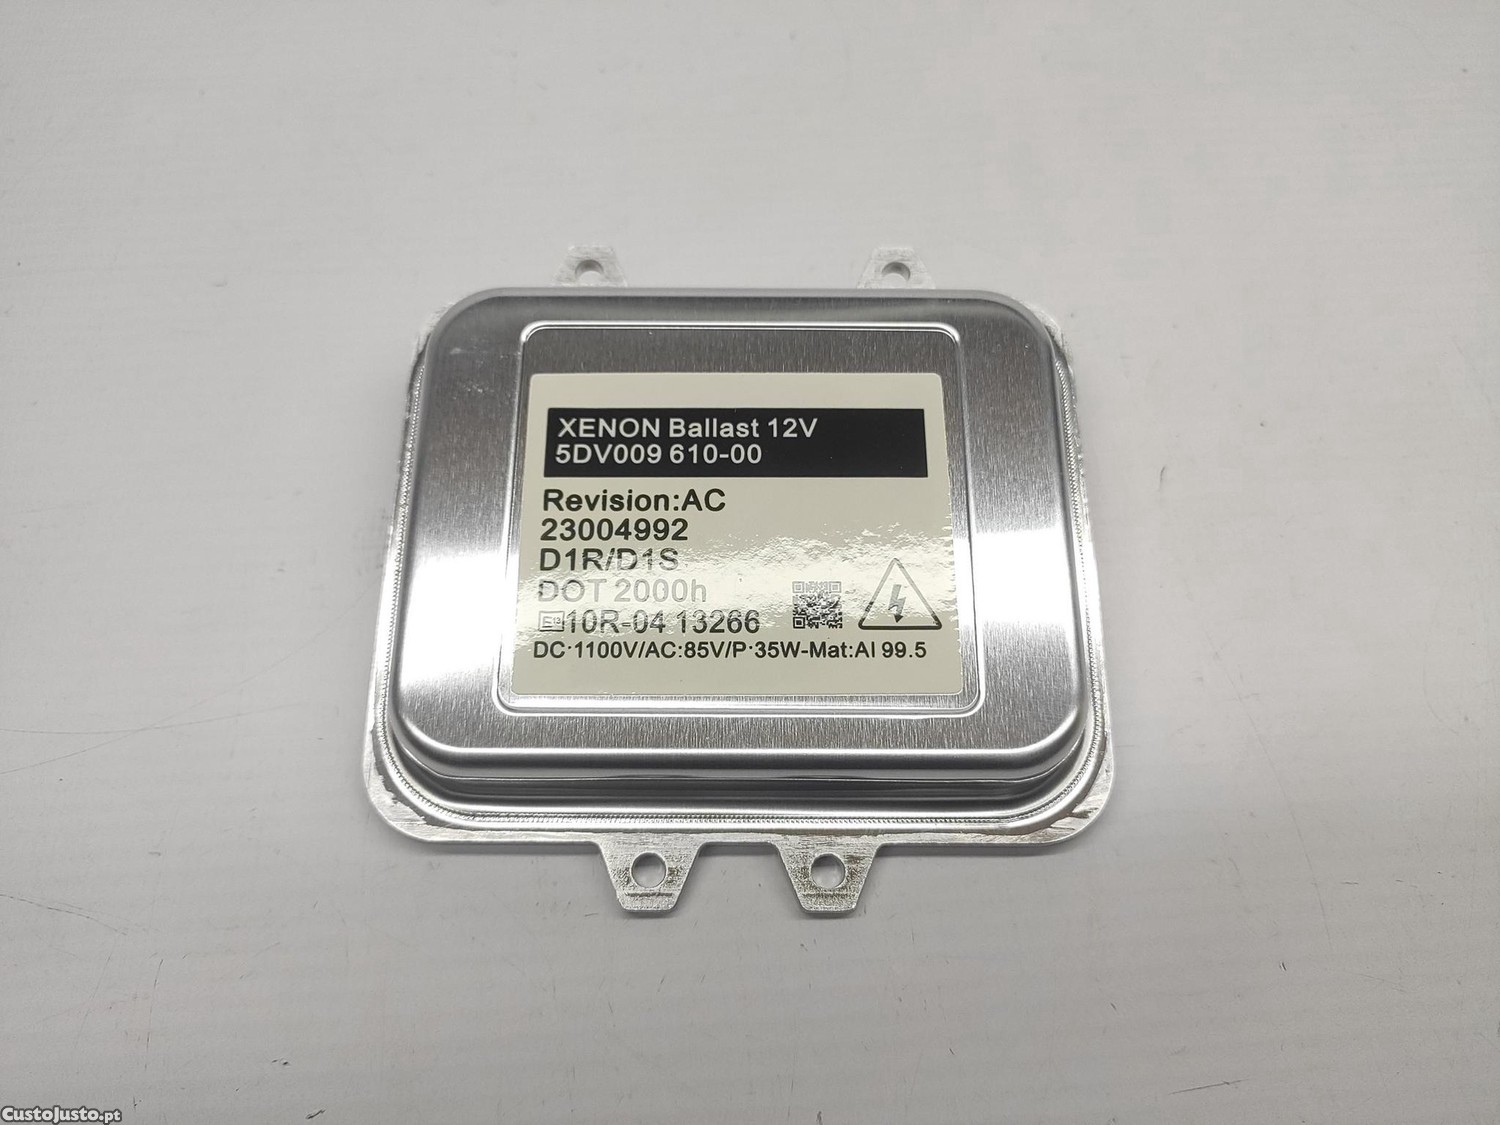 XENON Ballast 12V
5DV009 610-00
Revision:AC
23004992
D1R/D1S
DOT 2000h
E13 10R-04 13266
DC:1100V/AC:85V/P:35W-Mat:Al 99.5
CustoJusto.pt